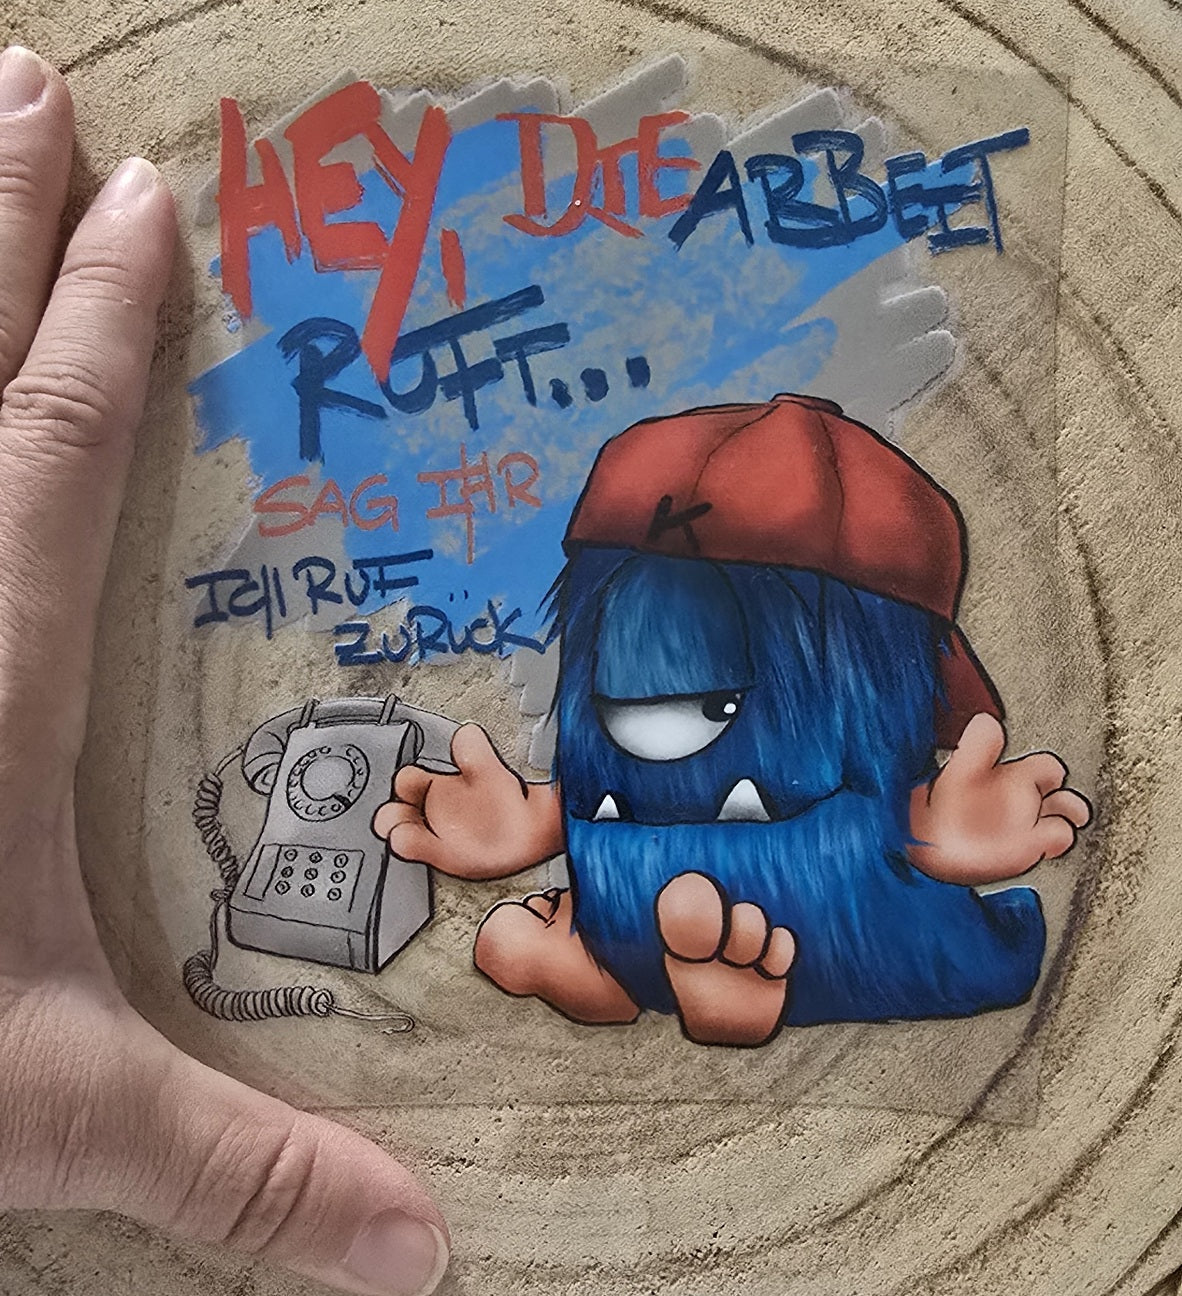 HEY, DIE ARBEIT
RUFT...
SAG IHR
ICH RUF
ZURÜCK
K